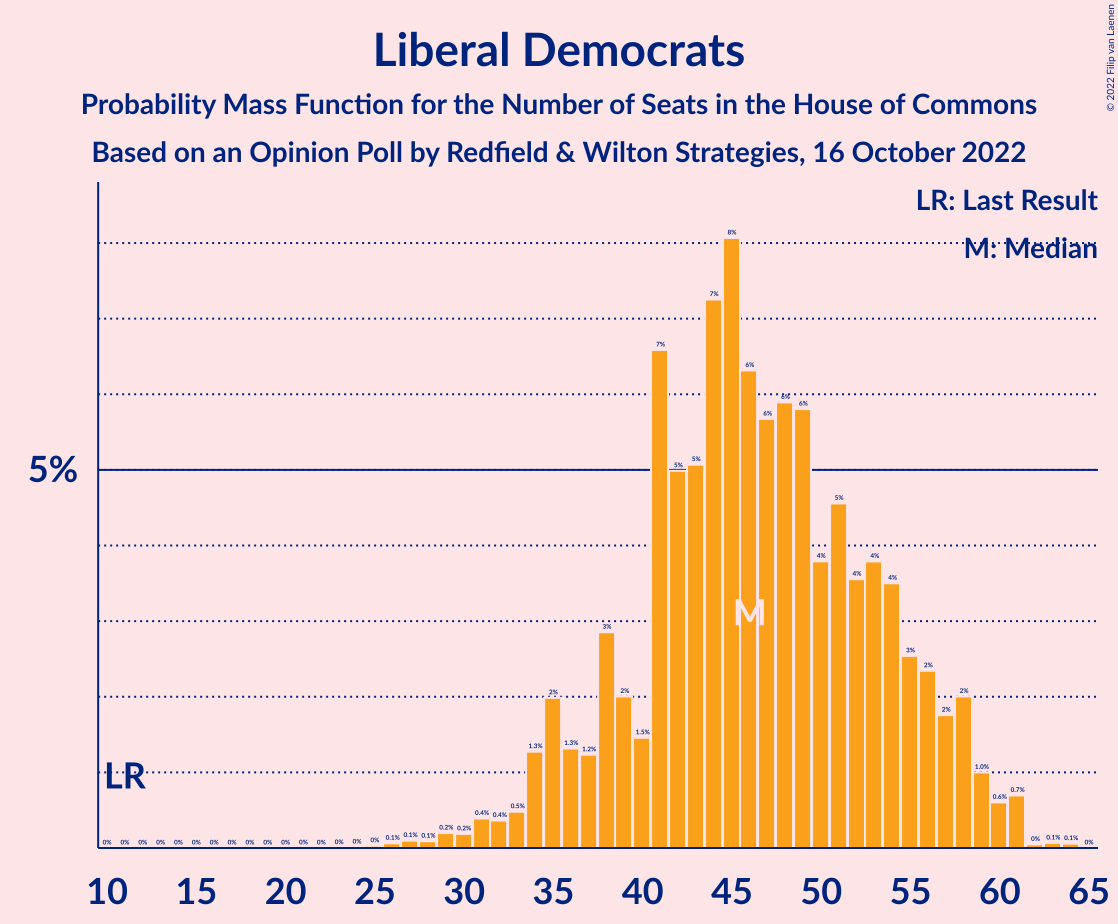 Liberal Democrats
Probability Mass Function for the Number of Seats in the House of Commons
Based on an Opinion Poll by Redfield & Wilton Strategies, 16 October 2022
© 2022 Filip van Laenen
LR: Last Result
M: Median
5%
LR
M
0% 0% 0% 0% 0% 0% 0% 0% 0% 0% 0% 0% 0% 0% 0% 0% 0.1% 0.1% 0.1% 0.2% 0.2% 0.4% 0.4% 0.5% 1.3% 2% 1.3% 1.2% 3% 2% 1.5% 7% 5% 5% 7% 8% 6% 6% 6% 6% 4% 5% 4% 4% 4% 3% 2% 2% 2% 1.0% 0.6% 0.7% 0% 0.1% 0.1% 0%
10 15 20 25 30 35 40 45 50 55 60 65